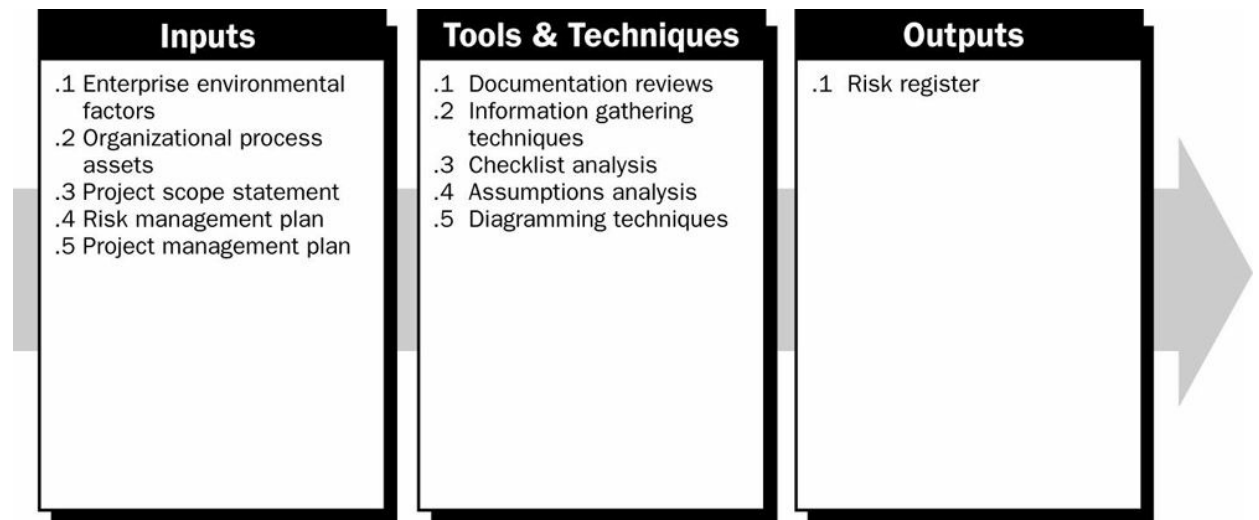 Inputs
.1 Enterprise environmental
factors
.2 Organizational process
assets
.3 Project scope statement
.4 Risk management plan
.5 Project management plan
Tools & Techniques
.1 Documentation reviews
.2 Information gathering
techniques
.3 Checklist analysis
.4 Assumptions analysis
.5 Diagramming techniques
Outputs
.1 Risk register